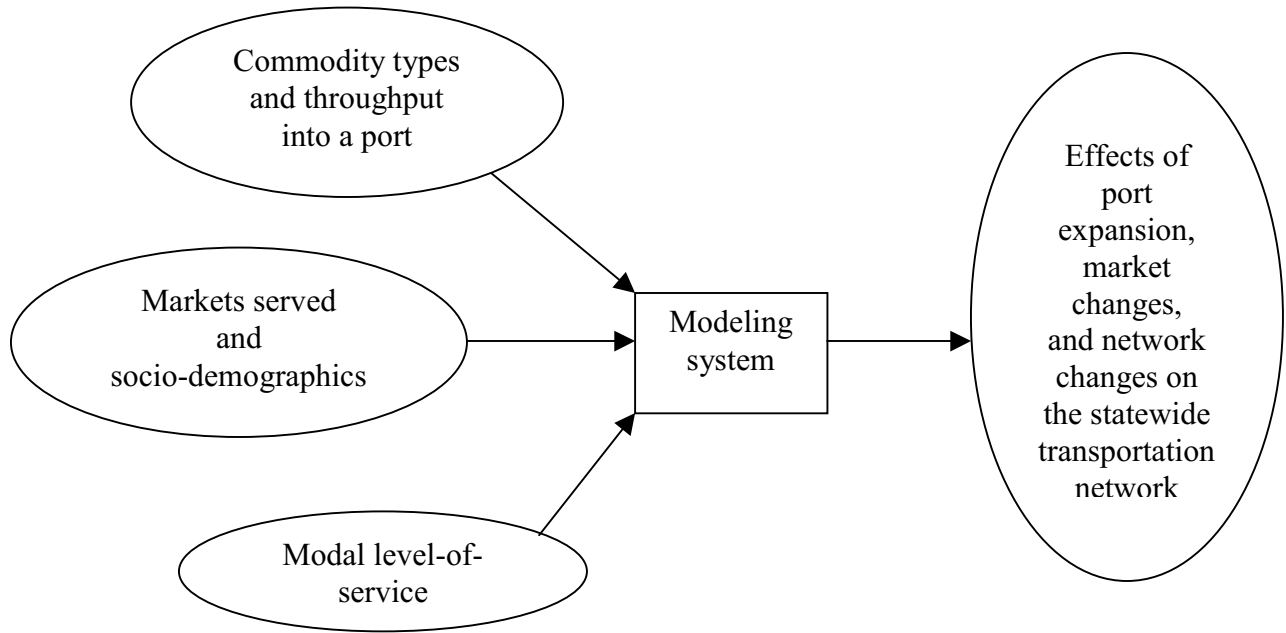 Commodity types
and throughput
into a port
Markets served
and
socio-demographics
Modal level-of-
service
Modeling
system
Effects of
port
expansion,
market
changes,
and network
changes on
the statewide
transportation
network